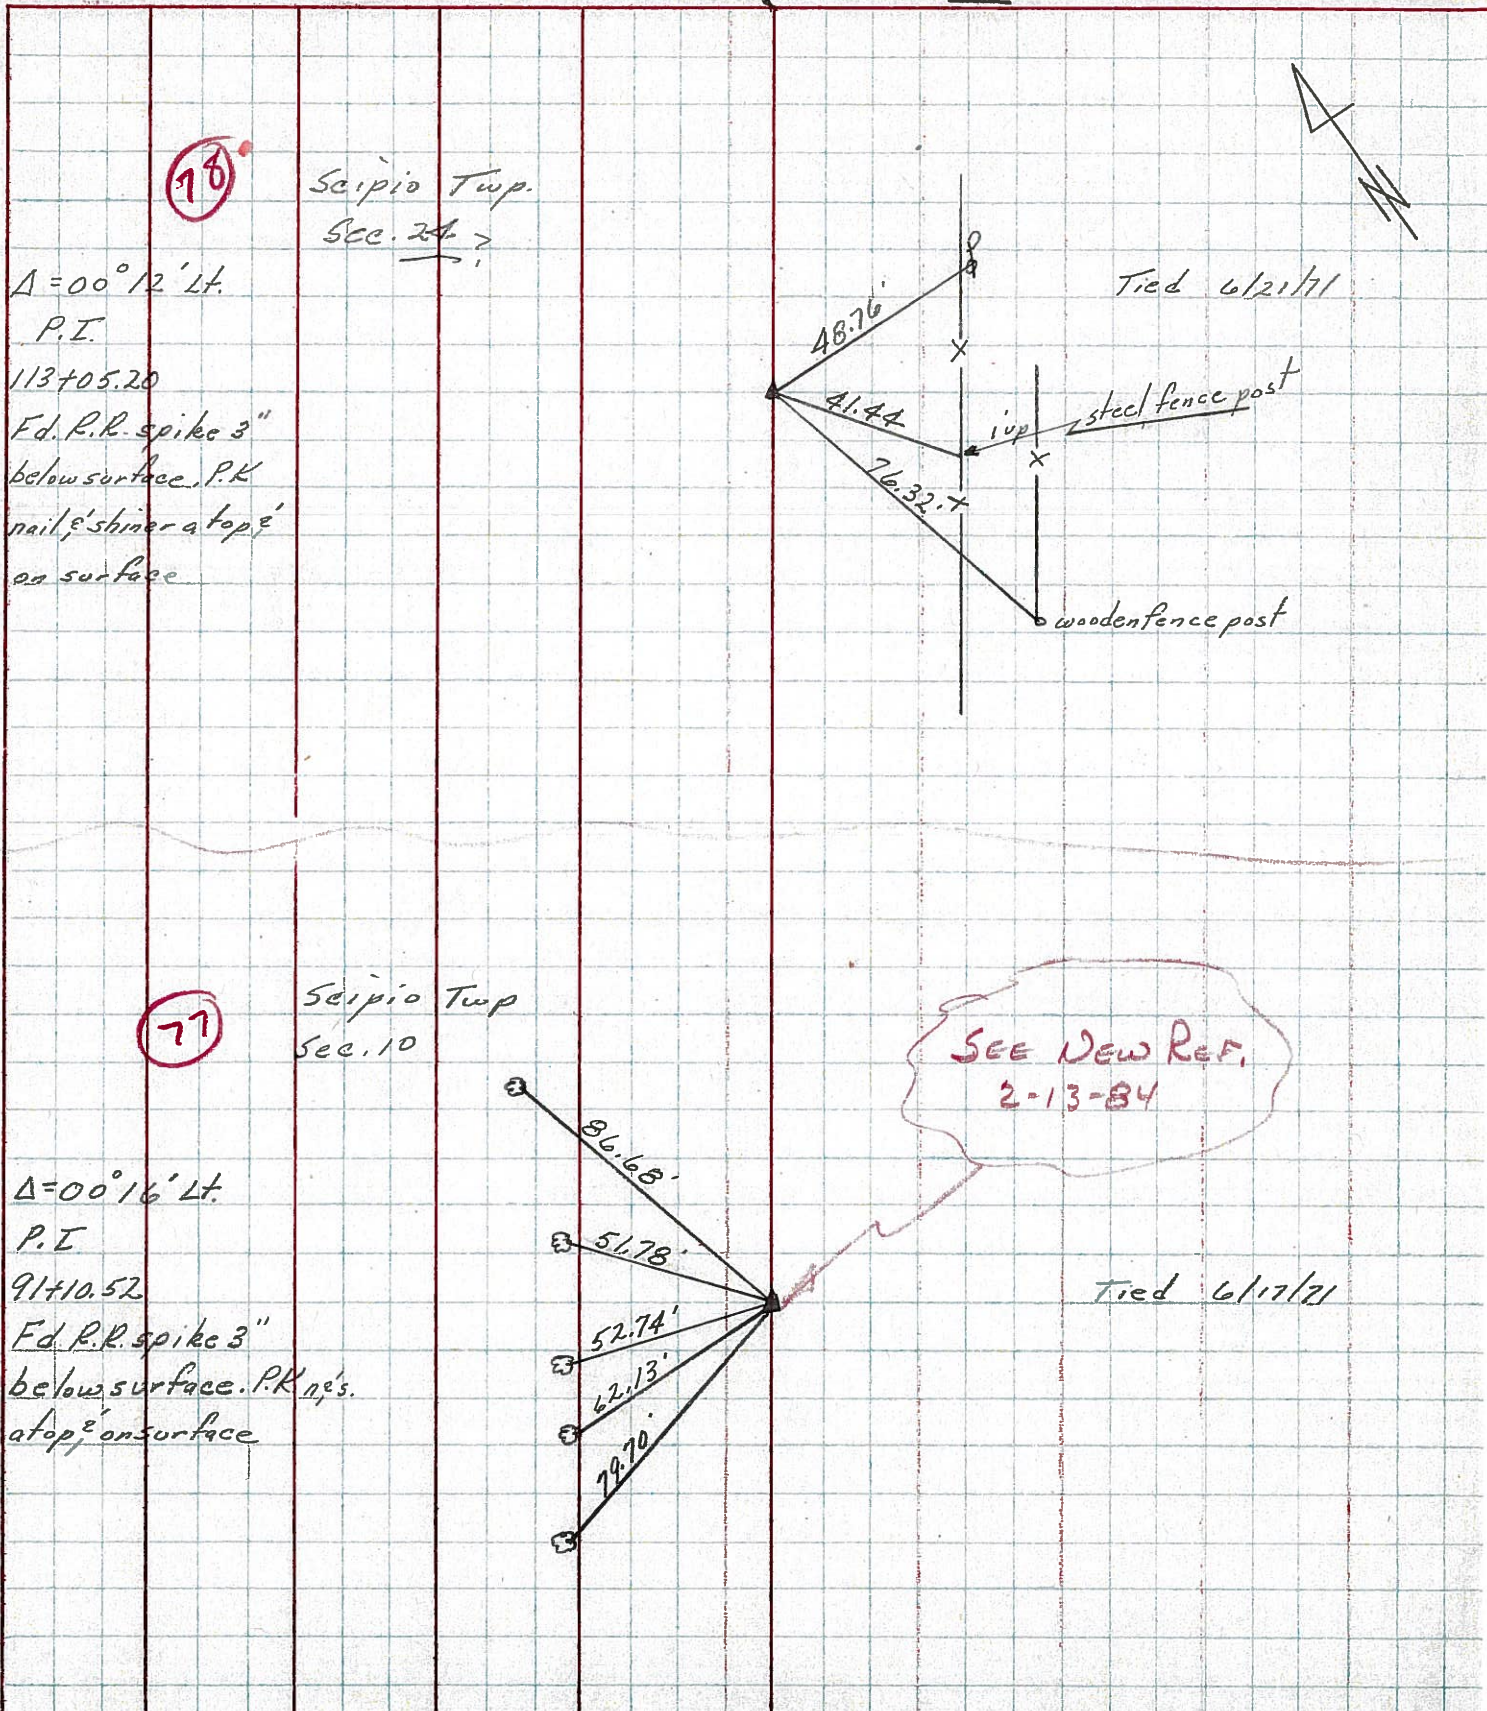 78
Scipio Twp.
Sec. 24 ?
Δ=00°12' Lt.
P.I.
113+05.20
Fd. R.R. spike 3"
below surface. P.K
nail, &' shiner atop, &'
on surface
Tied 6/21/71
48.76'
x
41.44
steel fence post
x
76.32'
x
wooden fence post
N
77
Scipio Twp
Sec. 10
Δ=00°16' Lt.
P.I
91+10.52
Fd R.R. spike 3"
below surface. P.K n, &'s.
atop, &' on surface
86.68'
51.78'
52.74'
62.13'
79.70'
SEE NEW REF.
2-13-84
Tied 6/17/71